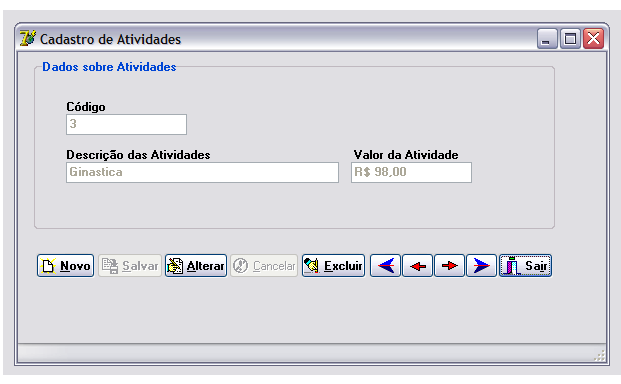 Cadastro de Atividades
Dados sobre Atividades
Código
3
Descrição das Atividades Valor da Atividade
Ginastica R$ 98,00
Novo Salvar Alterar Cancelar Excluir Sair